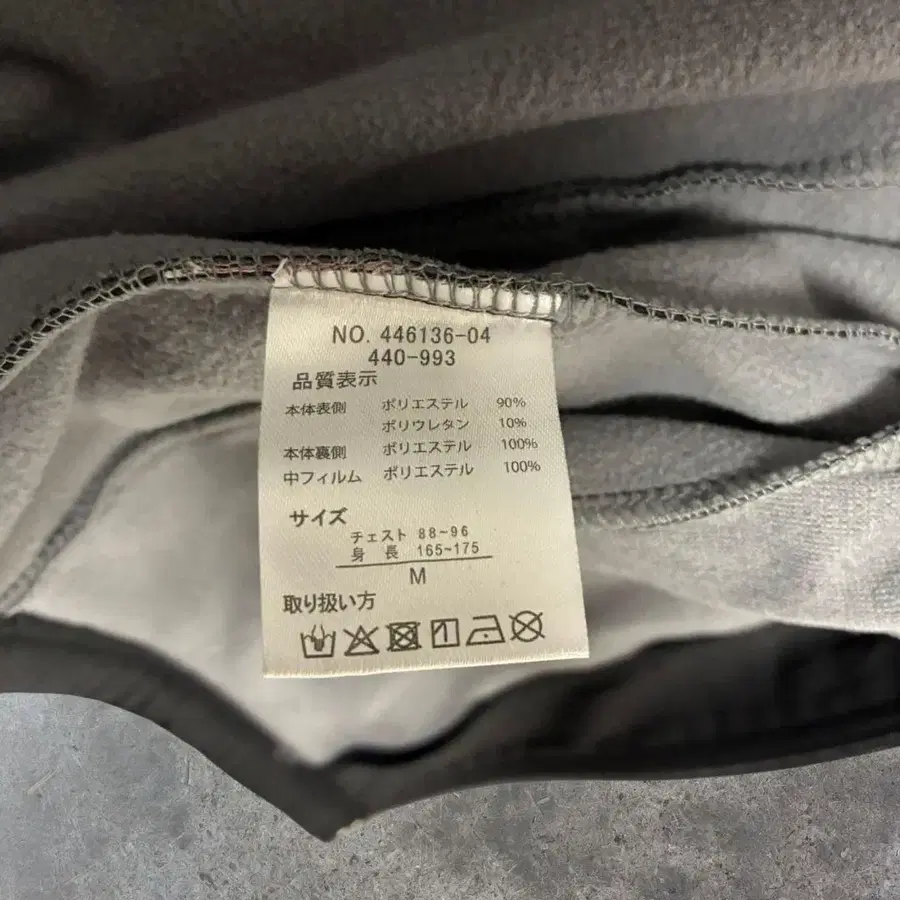 NO. 446136-04
440-993
品質表示
本体表側 ポリエステル 90%
ポリウレタン 10%
本体裏側 ポリエステル 100%
中フィルム ポリエステル 100%
サイズ
チェスト 88~96
身長 165~175
M
取り扱い方